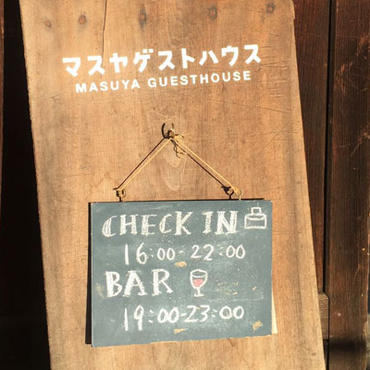 マスヤゲストハウス
MASUYA GUESTHOUSE
CHECK IN
16:00-22:00
BAR
19:00-23:00